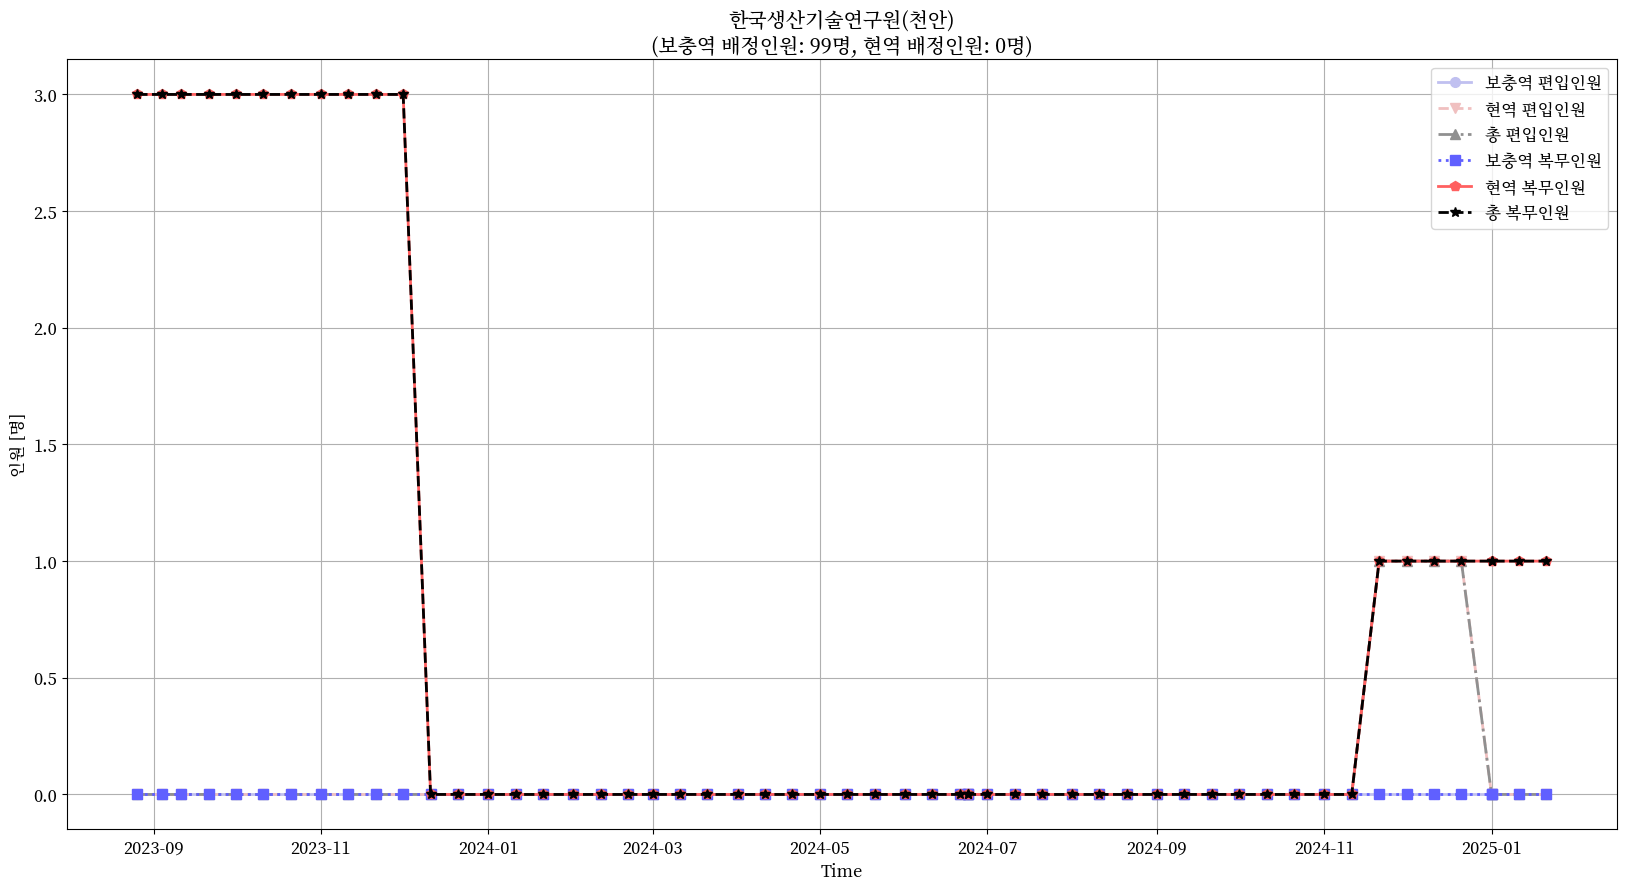 한국생산기술연구원(천안)
(보충역 배정인원: 99명, 현역 배정인원: 0명)
보충역 편입인원
현역 편입인원
총 편입인원
보충역 복무인원
현역 복무인원
총 복무인원
3.0
2.5
2.0
1.5
1.0
0.5
0.0
인원 [명]
2023-09
2023-11
2024-01
2024-03
2024-05
2024-07
2024-09
2024-11
2025-01
Time